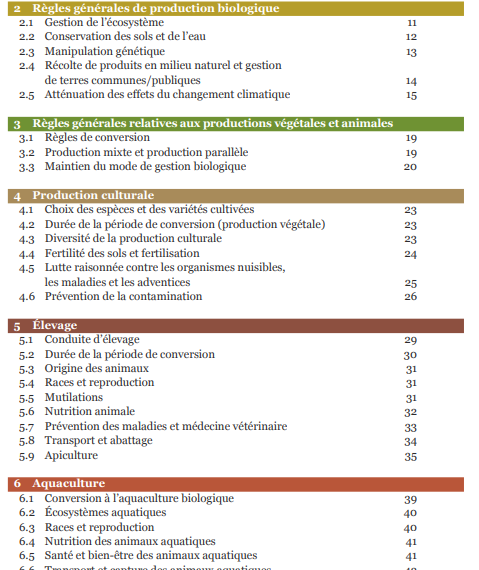 2 Règles générales de production biologique
2.1 Gestion de l'écosystème 11
2.2 Conservation des sols et de l'eau 12
2.3 Manipulation génétique 13
2.4 Récolte de produits en milieu naturel et gestion
de terres communes/publiques 14
2.5 Atténuation des effets du changement climatique 15
3 Règles générales relatives aux productions végétales et animales
3.1 Règles de conversion 19
3.2 Production mixte et production parallèle 19
3.3 Maintien du mode de gestion biologique 20
4 Production culturale
4.1 Choix des espèces et des variétés cultivées 23
4.2 Durée de la période de conversion (production végétale) 23
4.3 Diversité de la production culturale 23
4.4 Fertilité des sols et fertilisation 24
4.5 Lutte raisonnée contre les organismes nuisibles,
les maladies et les adventices 25
4.6 Prévention de la contamination 26
5 Élevage
5.1 Conduite d'élevage 29
5.2 Durée de la période de conversion 30
5.3 Origine des animaux 31
5.4 Races et reproduction 31
5.5 Mutilations 31
5.6 Nutrition animale 32
5.7 Prévention des maladies et médecine vétérinaire 33
5.8 Transport et abattage 34
5.9 Apiculture 35
6 Aquaculture
6.1 Conversion à l'aquaculture biologique 39
6.2 Écosystèmes aquatiques 40
6.3 Races et reproduction 40
6.4 Nutrition des animaux aquatiques 41
6.5 Santé et bien-être des animaux aquatiques 41
6.6 Transport et capture des animaux aquatiques